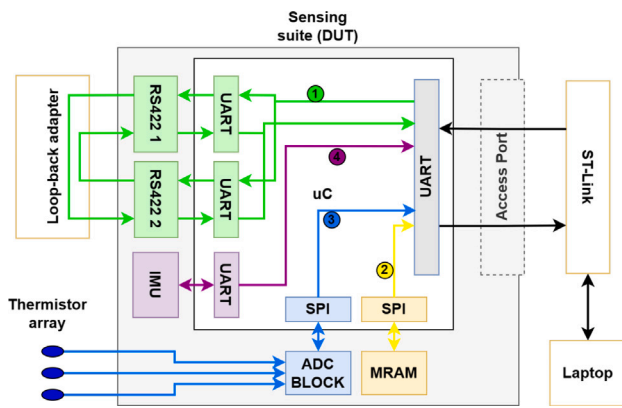 Sensing
suite (DUT)
Loop-back adapter
RS422 1
UART
1
RS422 2
UART
4
uC
3
2
UART
Access Port
ST-Link
IMU
UART
SPI
SPI
Thermistor
array
ADC
BLOCK
MRAM
Laptop